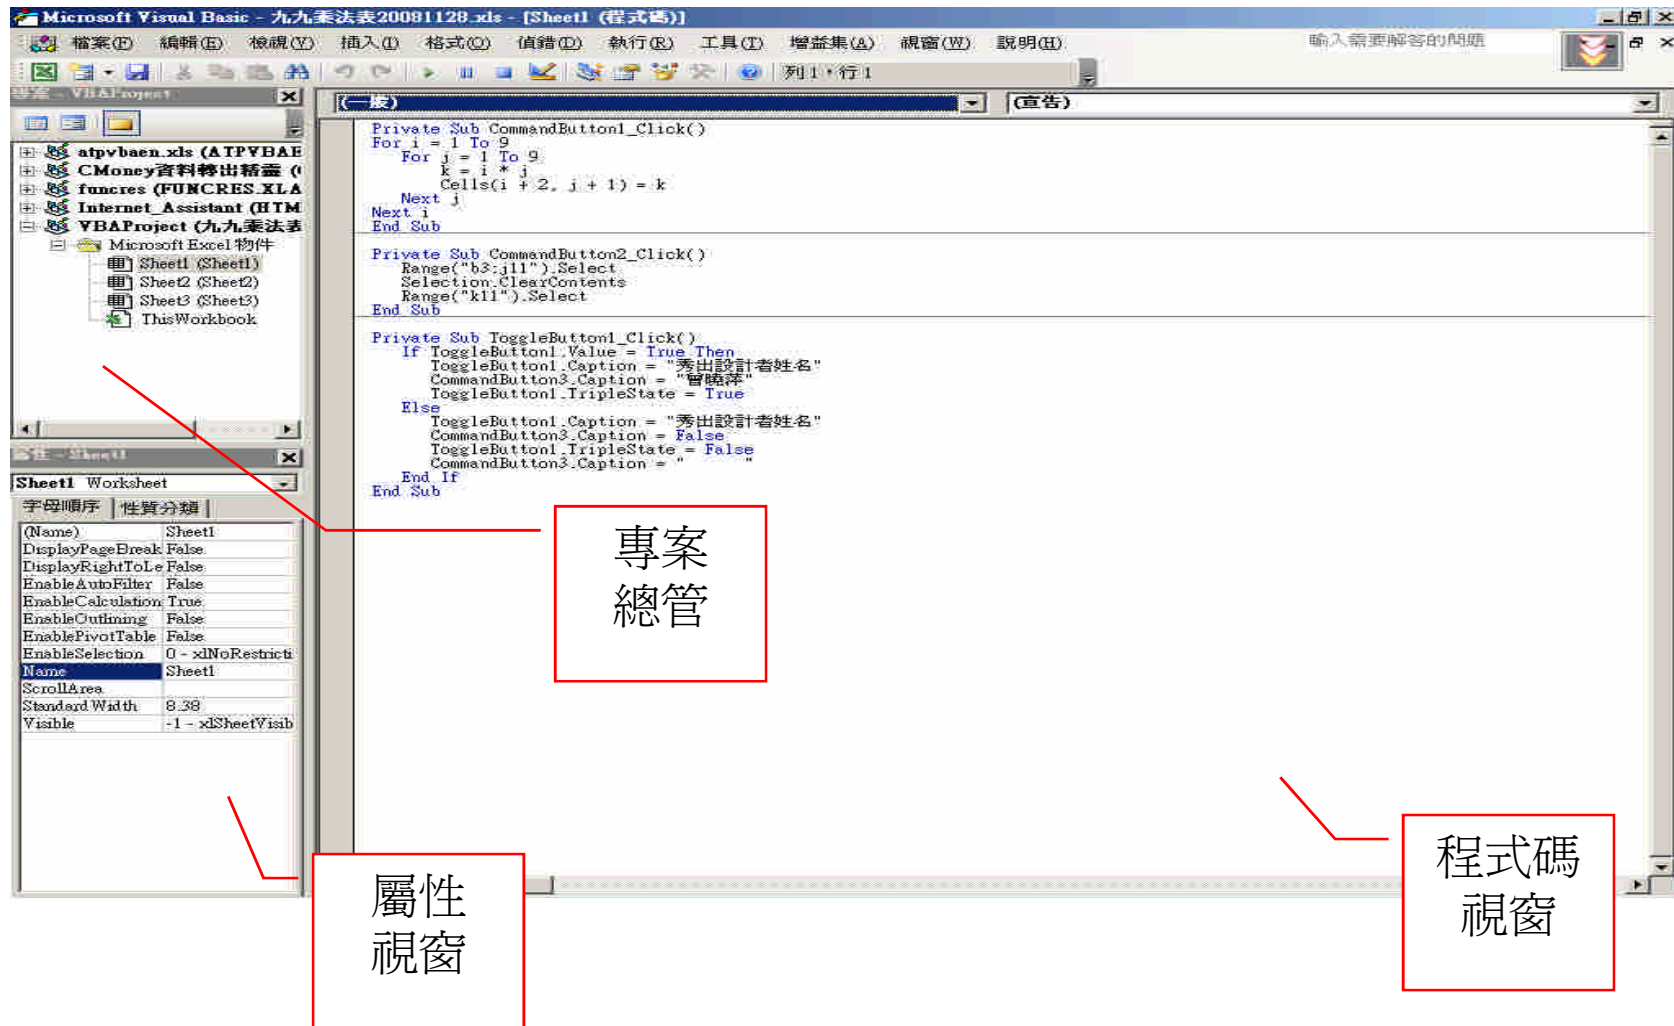 Microsoft Visual Basic - 九九乘法表20081128.xls - [Sheet1 (程式碼)]
檔案(F) 編輯(E) 檢視(V) 插入(I) 格式(O) 偵錯(D) 執行(R) 工具(T) 增益集(A) 視窗(W) 說明(H)
輸入需要解答的問題
列 1，行 1
專案 - VBAProject
atpvbaen.xls (ATPVBAE
CMoney資料轉出精靈 (
funcres (FUNCRES.XLA
Internet_Assistant (HTM
VBAProject (九九乘法表
Microsoft Excel 物件
Sheet1 (Sheet1)
Sheet2 (Sheet2)
Sheet3 (Sheet3)
ThisWorkbook
屬性 - Sheet1
Sheet1 Worksheet
字母順序 性質分類
(Name) Sheet1
DisplayPageBreak False
DisplayRightToLe False
EnableAutoFilter False
EnableCalculation True
EnableOutlining False
EnablePivotTable False
EnableSelection 0 - xlNoRestricti
Name Sheet1
ScrollArea
StandardWidth 8.38
Visible -1 - xlSheetVisib
(一般) (宣告)
Private Sub CommandButton1_Click()
For i = 1 To 9
For j = 1 To 9
k = i * j
Cells(i + 2, j + 1) = k
Next j
Next i
End Sub
Private Sub CommandButton2_Click()
Range("b3:j11").Select
Selection.ClearContents
Range("k11").Select
End Sub
Private Sub ToggleButton1_Click()
If ToggleButton1.Value = True Then
ToggleButton1.Caption = "秀出設計者姓名"
CommandButton3.Caption = "曾曉萍"
ToggleButton1.TripleState = True
Else
ToggleButton1.Caption = "秀出設計者姓名"
CommandButton3.Caption = False
ToggleButton1.TripleState = False
CommandButton3.Caption = "      "
End If
End Sub
專案
總管
屬性
視窗
程式碼
視窗